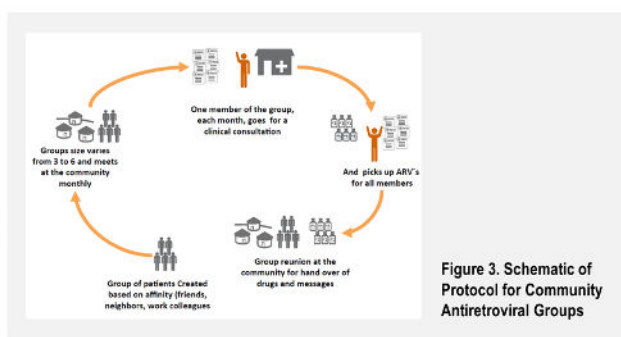 One member of the group,
each month, goes for a
clinical consultation
And picks up ARV´s
for all members
Group reunion at the
community for hand over of
drugs and messages
Group of patients Created
based on affinity (friends,
neighbors, work colleagues
Groups size varies
from 3 to 6 and meets
at the community
monthly
Figure 3. Schematic of
Protocol for Community
Antiretroviral Groups